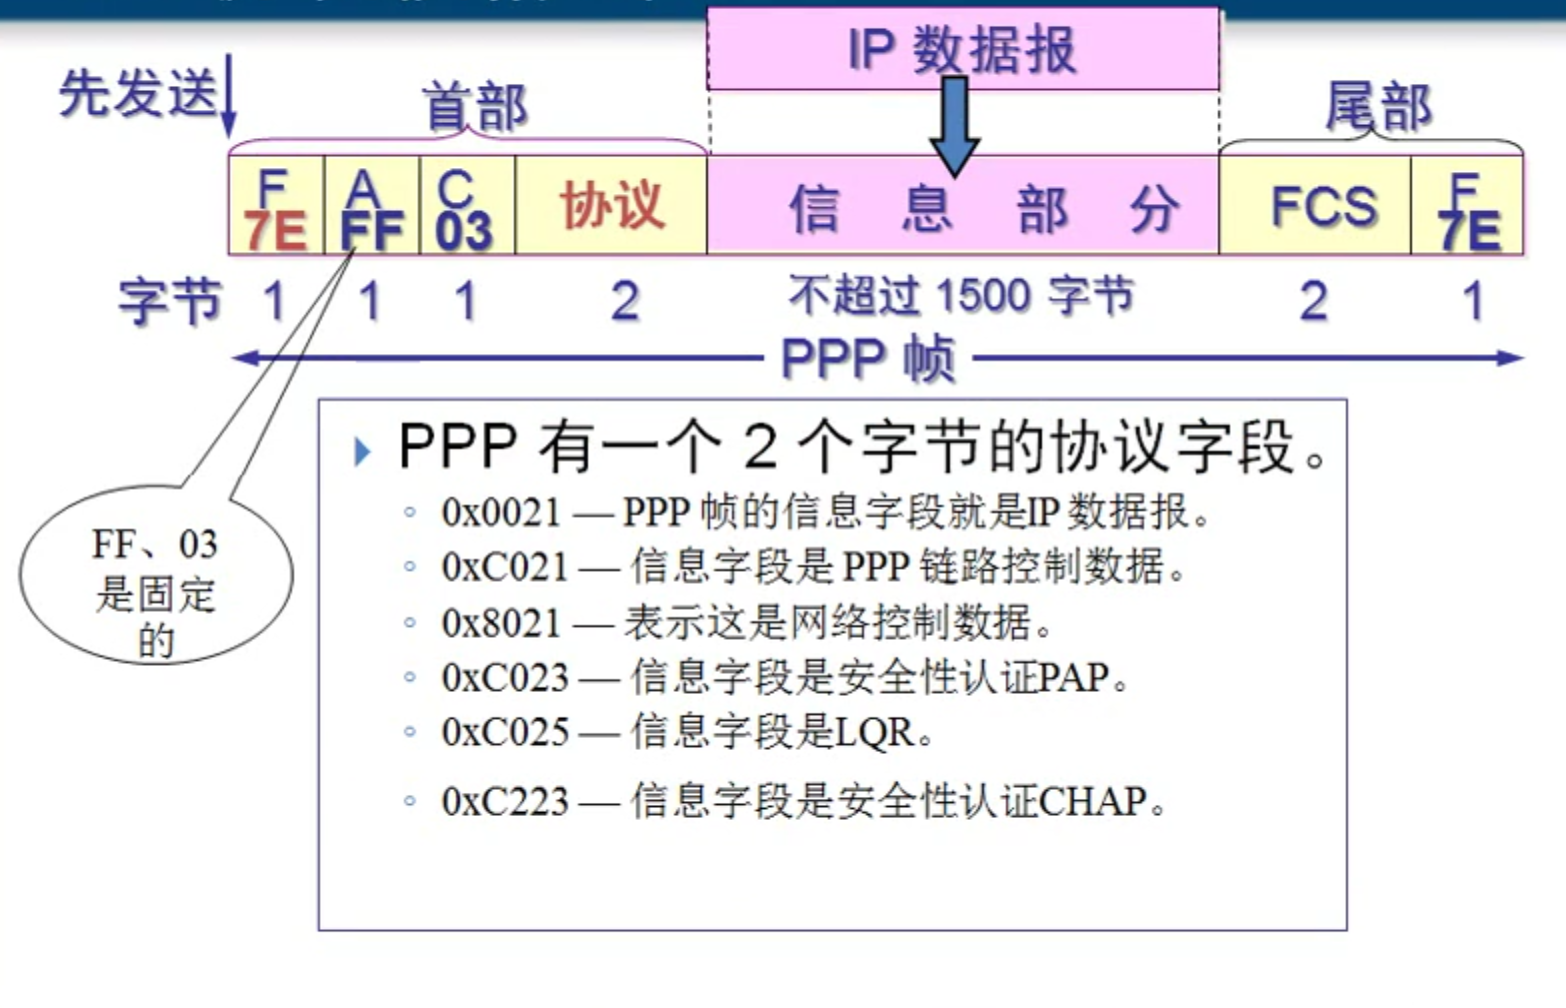 IP 数据报
先发送
首部
尾部
F A C
7E FF 03 协议 信息部分 FCS F 7E
字节 1 1 1 2 不超过 1500 字节 2 1
PPP 帧
PPP 有一个 2 个字节的协议字段。
0x0021 — PPP 帧的信息字段就是IP 数据报。
0xC021 — 信息字段是 PPP 链路控制数据。
0x8021 — 表示这是网络控制数据。
0xC023 — 信息字段是安全性认证PAP。
0xC025 — 信息字段是LQR。
0xC223 — 信息字段是安全性认证CHAP。
FF、03
是固定
的